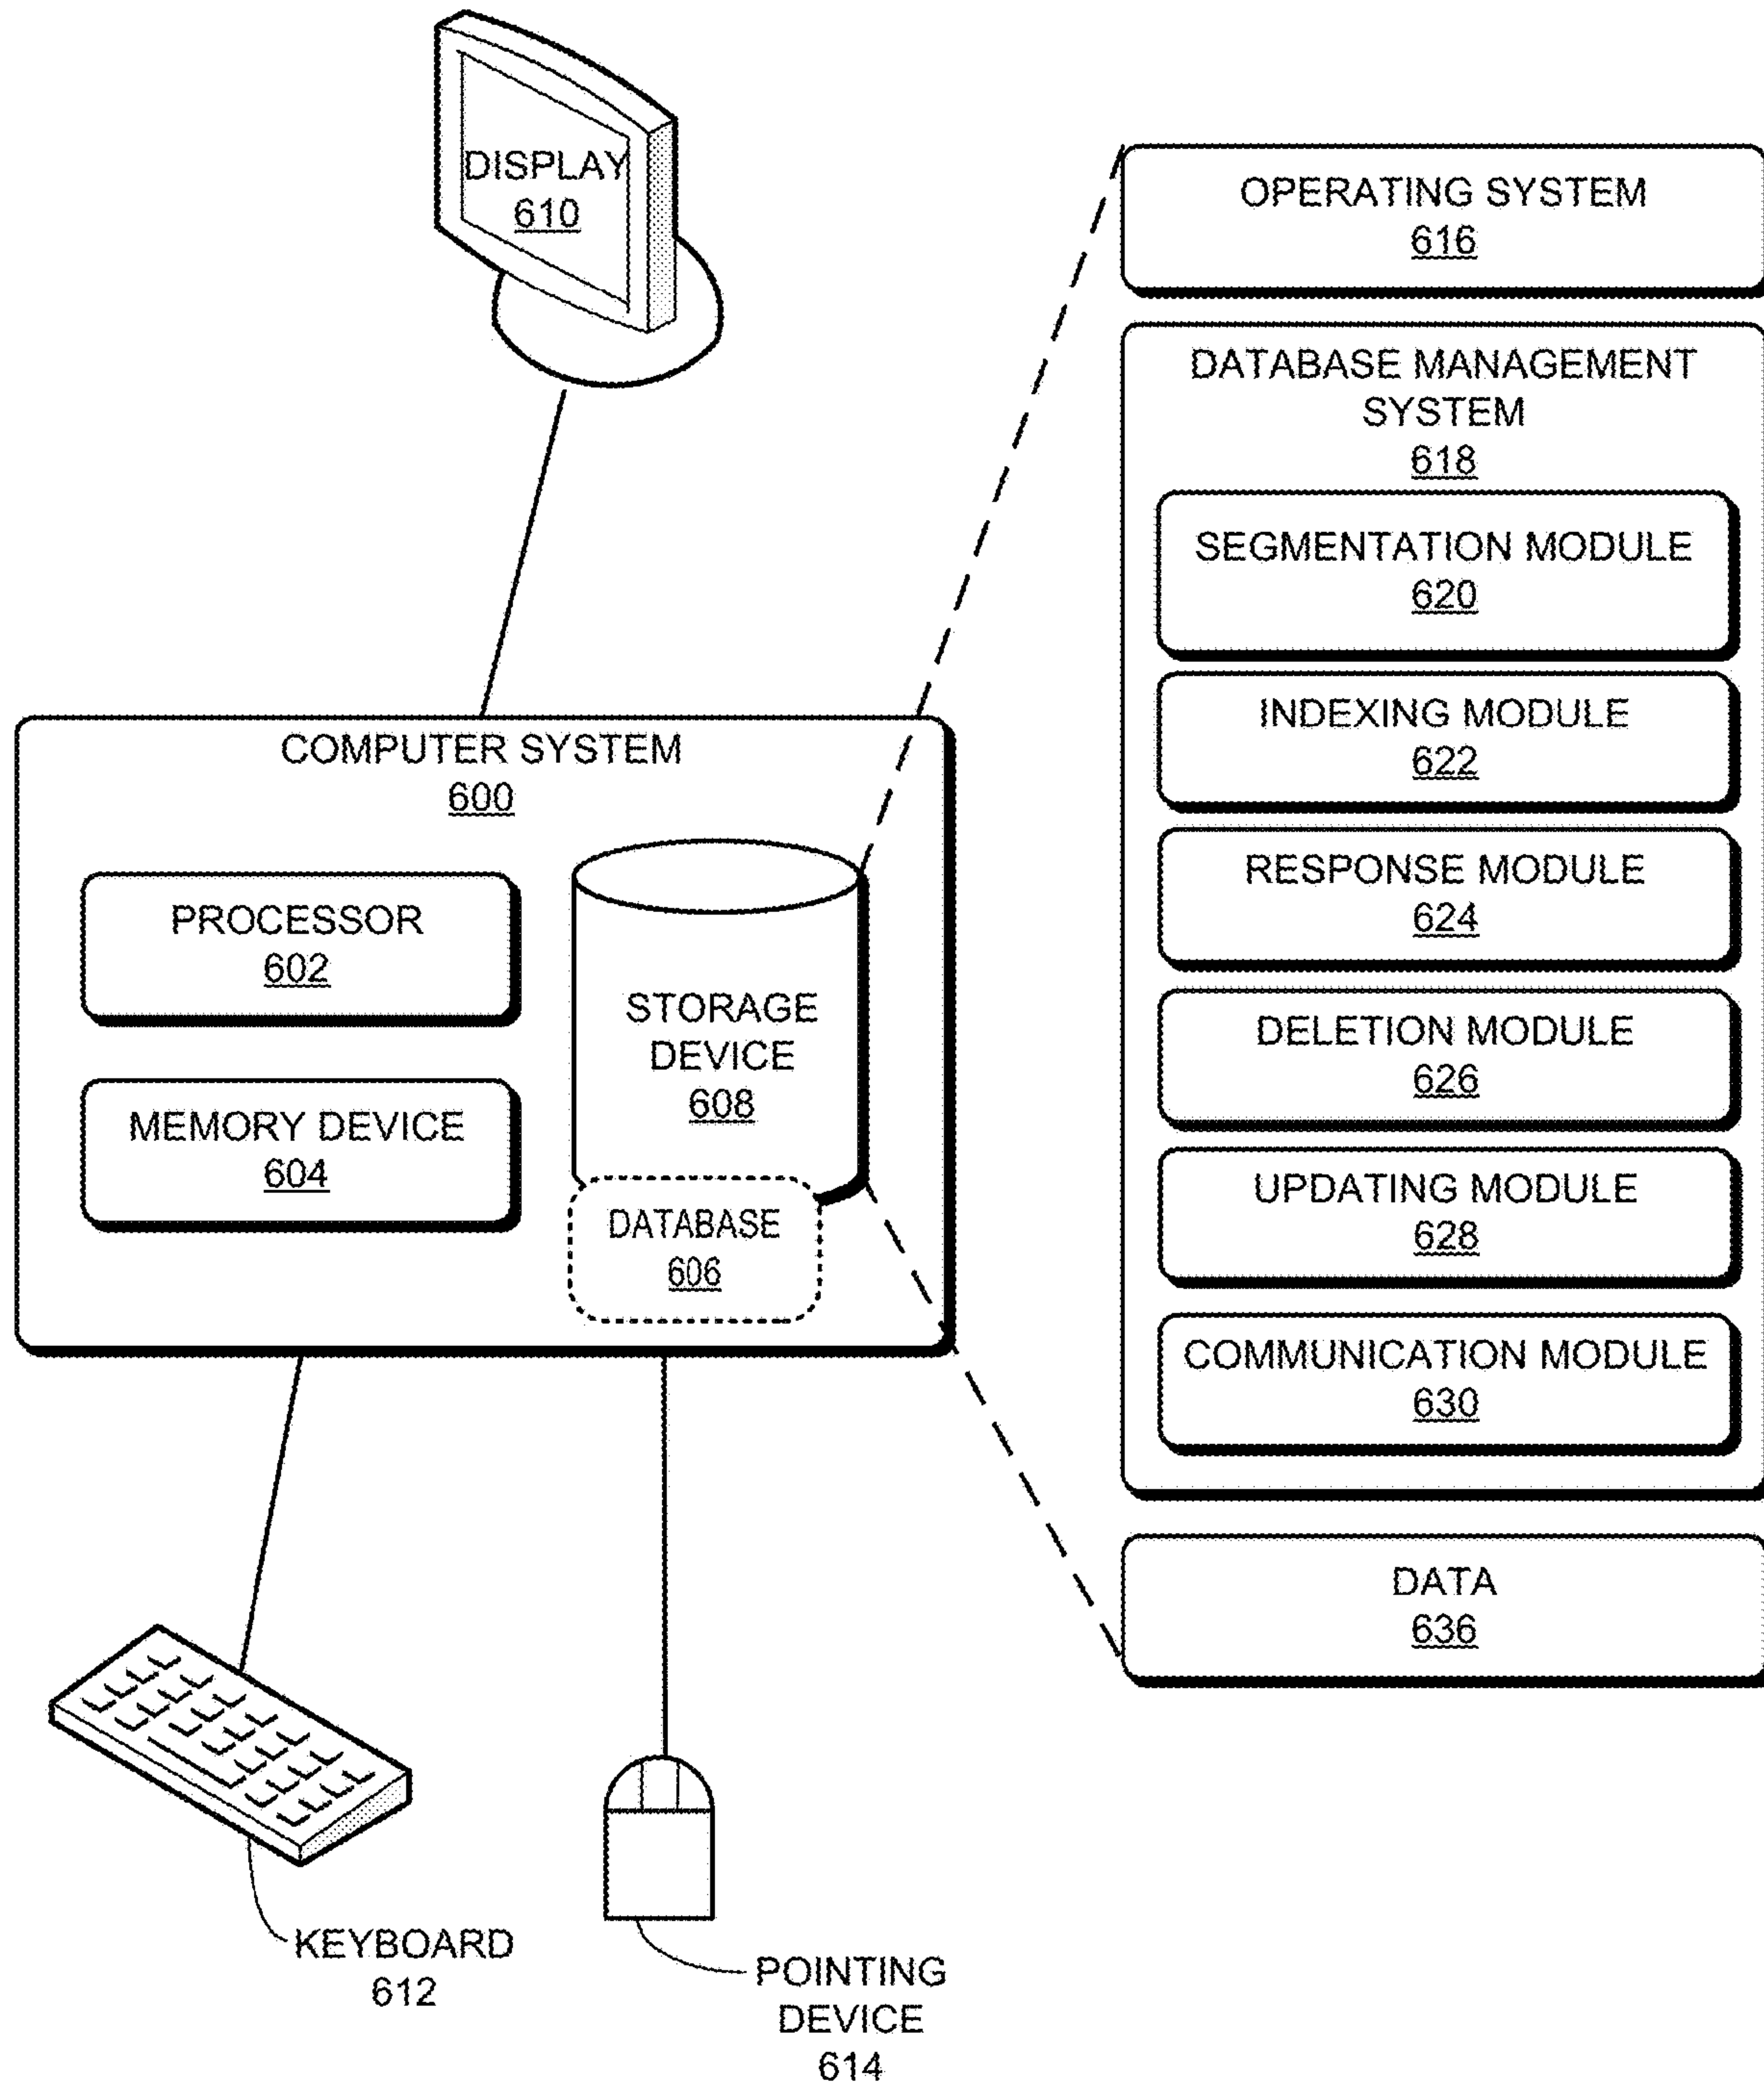 DISPLAY
610
OPERATING SYSTEM
616
DATABASE MANAGEMENT
SYSTEM
618
SEGMENTATION MODULE
620
INDEXING MODULE
622
RESPONSE MODULE
624
DELETION MODULE
626
UPDATING MODULE
628
COMMUNICATION MODULE
630
DATA
636
COMPUTER SYSTEM
600
PROCESSOR
602
MEMORY DEVICE
604
STORAGE
DEVICE
608
DATABASE
606
KEYBOARD
612
POINTING
DEVICE
614